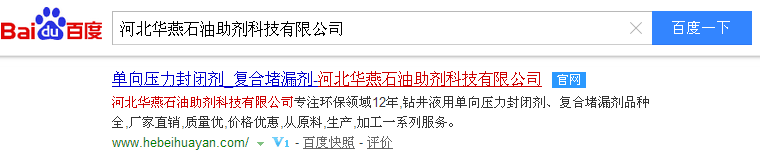 Bai du 百度 河北华燕石油助剂科技有限公司 百度一下
单向压力封闭剂_复合堵漏剂-河北华燕石油助剂科技有限公司 官网
河北华燕石油助剂科技有限公司专注环保领域12年,钻井液用单向压力封闭剂、复合堵漏剂品种
全,厂家直销,质量优,价格优惠,从原料,生产,加工一系列服务。
www.hebeihuayan.com/ V1 - 百度快照 - 评价